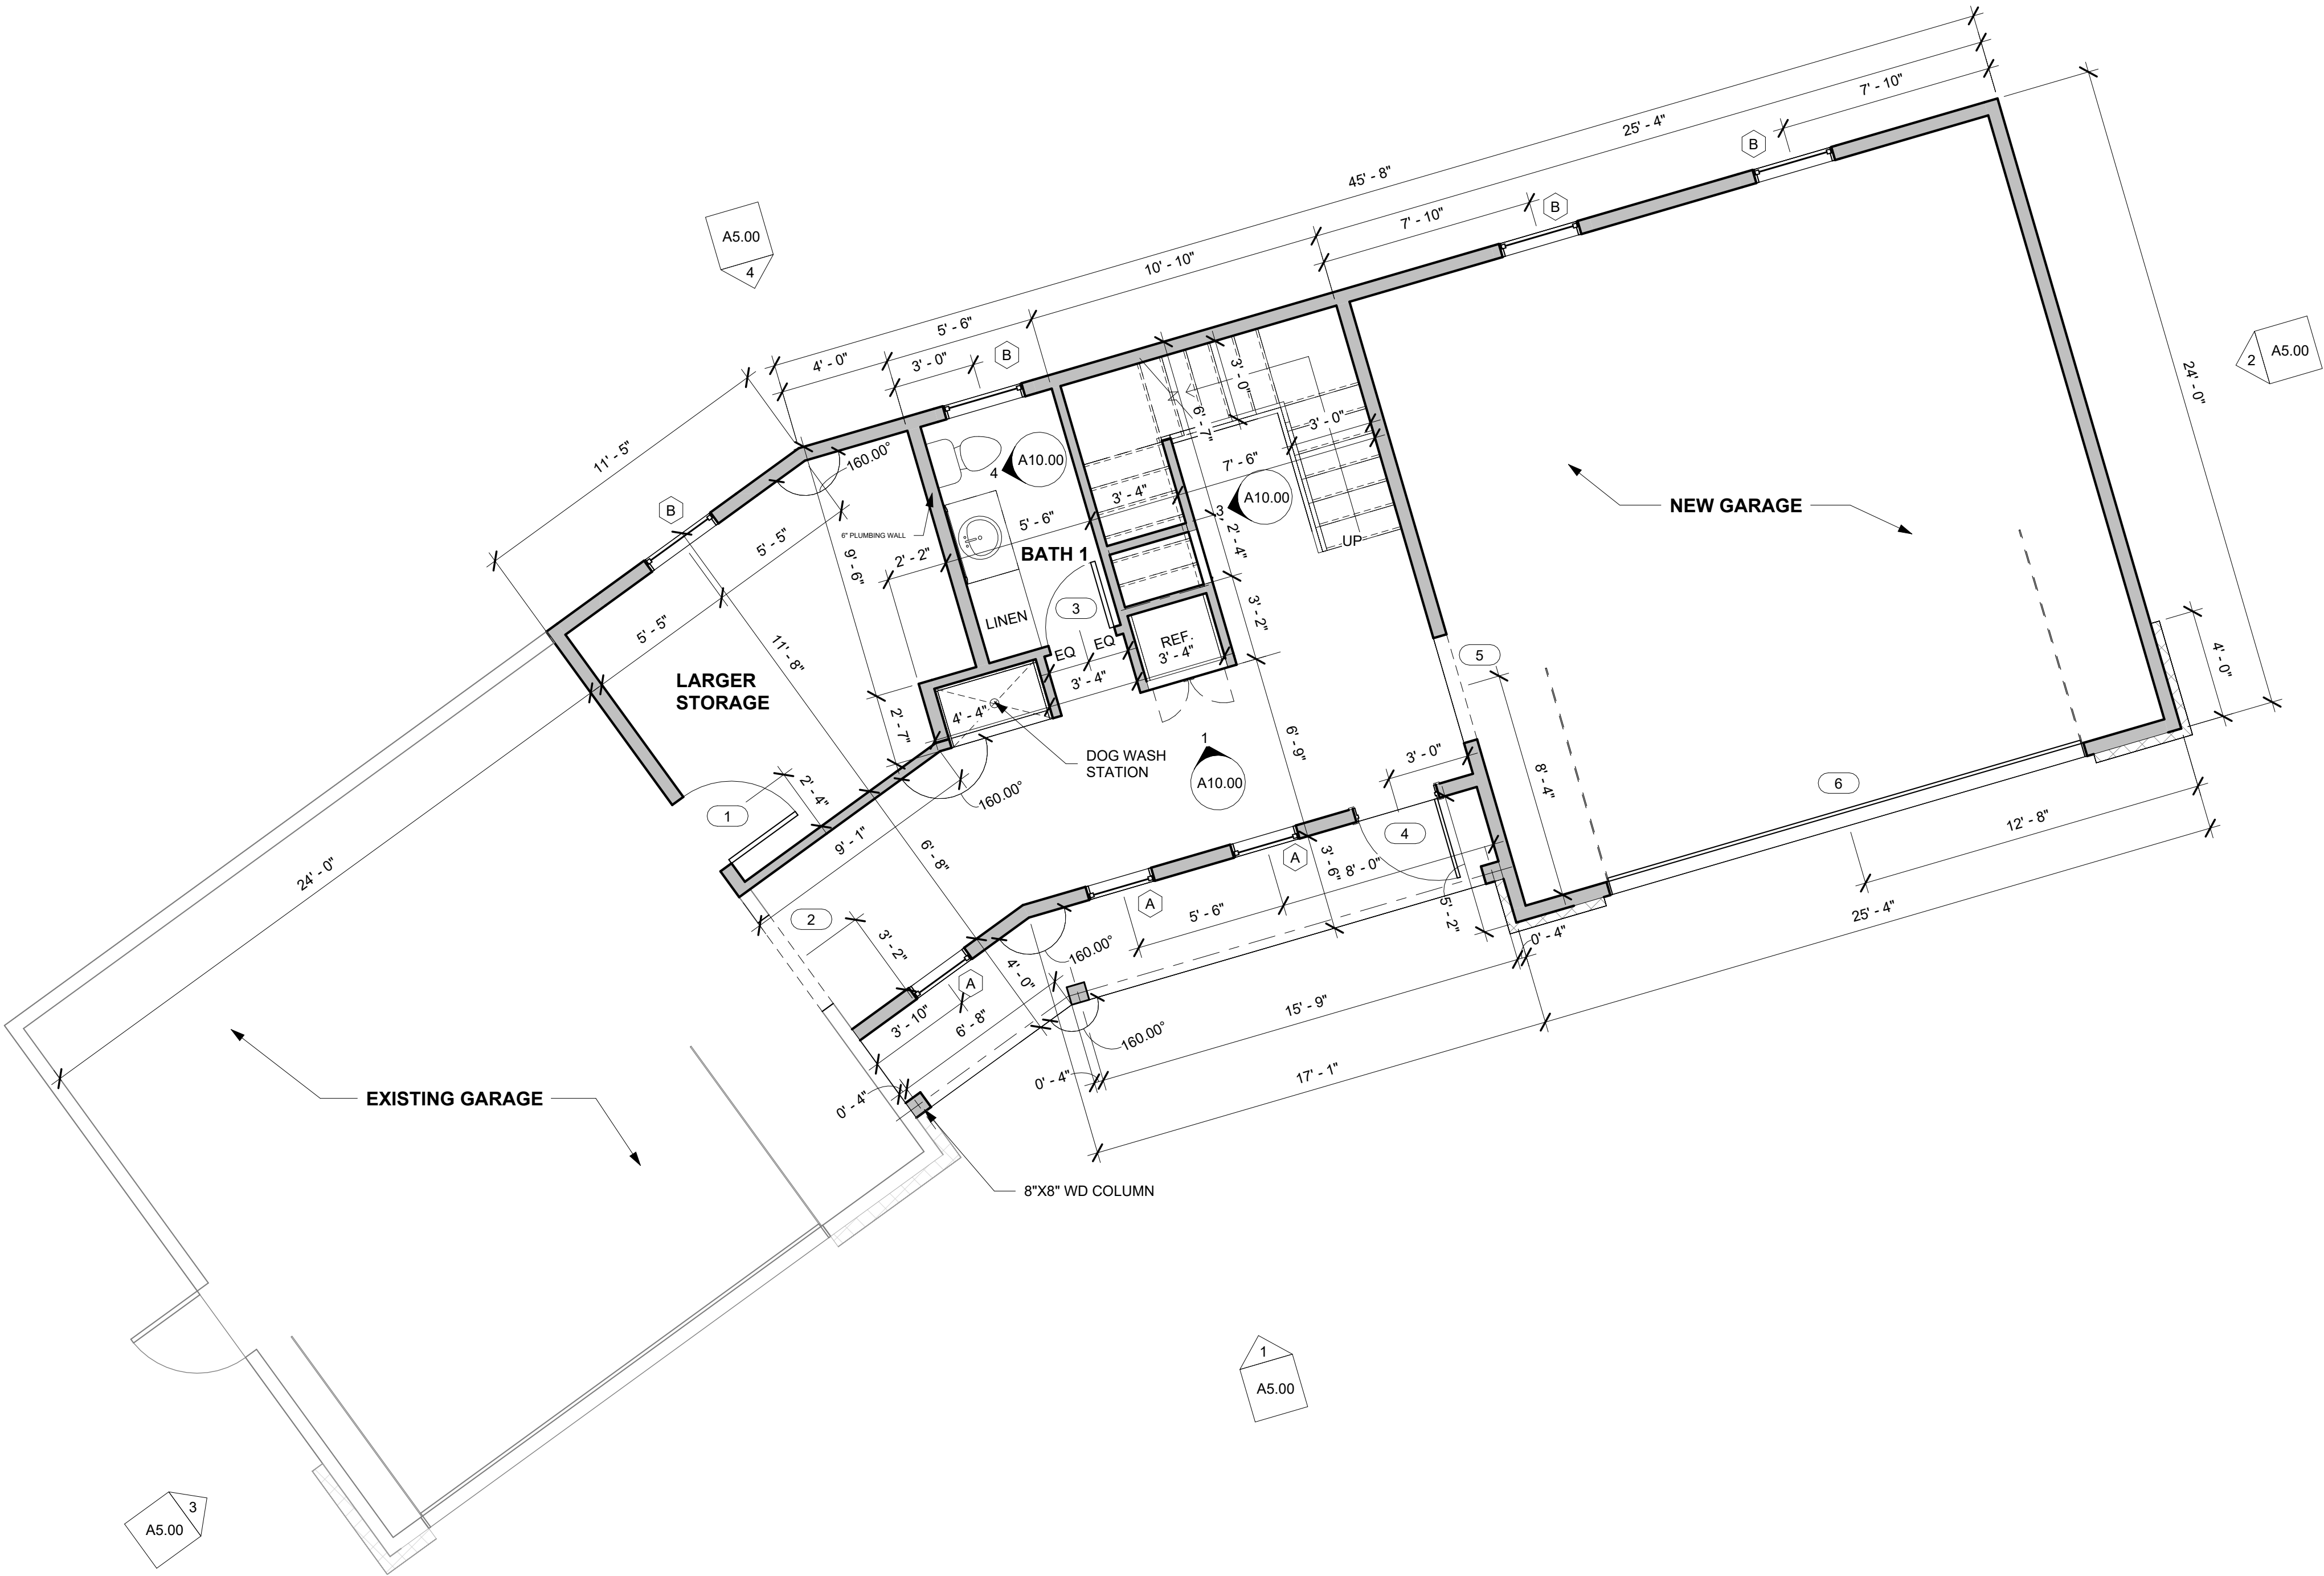 7' - 10"
25' - 4"
B
45' - 8"
7' - 10"
B
A5.00
4
10' - 10"
5' - 6"
4' - 0"
3' - 0"
B
2
A5.00
24' - 0"
11' - 5"
160.00°
3' - 0"
6' - 7"
3' - 0"
4
A10.00
7' - 6"
3' - 4"
3
A10.00
B
5' - 5"
9' - 6"
6" PLUMBING WALL
5' - 6"
2' - 2"
BATH 1
2' - 4"
UP
NEW GARAGE
5' - 5"
11' - 8"
LINEN
3
EQ
EQ
3' - 2"
REF.
3' - 4"
3' - 4"
LARGER
STORAGE
4' - 4"
2' - 7"
5
4' - 0"
DOG WASH
STATION
1
A10.00
6' - 9"
3' - 0"
8' - 4"
6
160.00°
2' - 4"
1
9' - 1"
6' - 8"
4
A
3' - 6"
8' - 0"
12' - 8"
24' - 0"
2
3' - 2"
A
5' - 6"
5' - 2"
25' - 4"
0' - 4"
160.00°
4' - 0"
A
3' - 10"
6' - 8"
15' - 9"
160.00°
0' - 4"
0' - 4"
17' - 1"
EXISTING GARAGE
8"X8" WD COLUMN
1
A5.00
3
A5.00